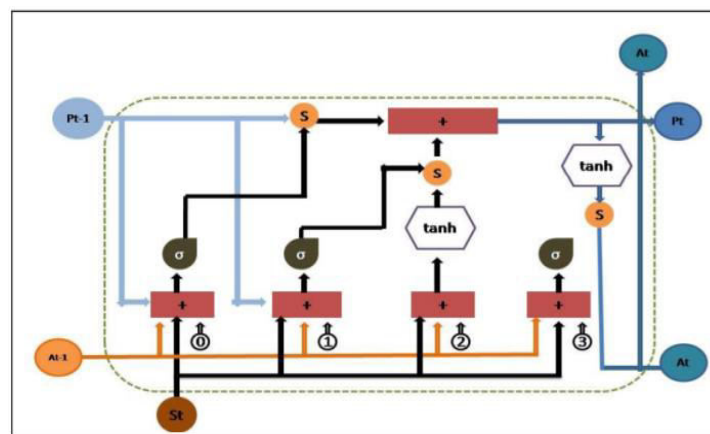 At
Pt-1
S
+
Pt
tanh
S
tanh
S
σ
σ
σ
+
+
+
+
0
1
2
3
At-1
At
St